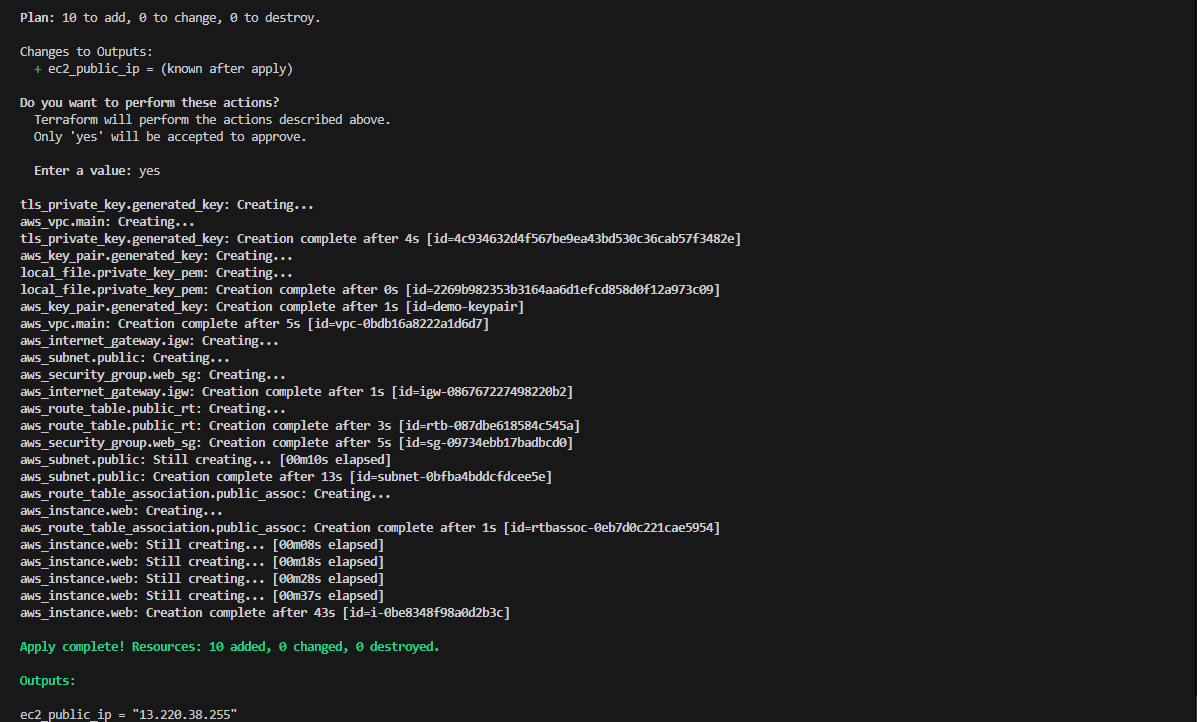 Plan: 10 to add, 0 to change, 0 to destroy.
Changes to Outputs:
+ ec2_public_ip = (known after apply)
Do you want to perform these actions?
Terraform will perform the actions described above.
Only 'yes' will be accepted to approve.
Enter a value: yes
tls_private_key.generated_key: Creating...
aws_vpc.main: Creating...
tls_private_key.generated_key: Creation complete after 4s [id=4c934632d4f567be9ea43bd530c36cab57f3482e]
aws_key_pair.generated_key: Creating...
local_file.private_key_pem: Creating...
local_file.private_key_pem: Creation complete after 0s [id=2269b982353b3164aa6d1efcd858d0f12a973c09]
aws_key_pair.generated_key: Creation complete after 1s [id=demo-keypair]
aws_vpc.main: Creation complete after 5s [id=vpc-0bdb16a8222a1d6d7]
aws_internet_gateway.igw: Creating...
aws_subnet.public: Creating...
aws_security_group.web_sg: Creating...
aws_internet_gateway.igw: Creation complete after 1s [id=igw-086767227498220b2]
aws_route_table.public_rt: Creating...
aws_route_table.public_rt: Creation complete after 3s [id=rtb-087dbe618584c545a]
aws_security_group.web_sg: Creation complete after 5s [id=sg-09734ebb17badbcd0]
aws_subnet.public: Still creating... [00m10s elapsed]
aws_subnet.public: Creation complete after 13s [id=subnet-0bfba4bddcfdcee5e]
aws_route_table_association.public_assoc: Creating...
aws_instance.web: Creating...
aws_route_table_association.public_assoc: Creation complete after 1s [id=rtbassoc-0eb7d0c221cae5954]
aws_instance.web: Still creating... [00m08s elapsed]
aws_instance.web: Still creating... [00m18s elapsed]
aws_instance.web: Still creating... [00m28s elapsed]
aws_instance.web: Still creating... [00m37s elapsed]
aws_instance.web: Creation complete after 43s [id=i-0be8348f98a0d2b3c]
Apply complete! Resources: 10 added, 0 changed, 0 destroyed.
Outputs:
ec2_public_ip = "13.220.38.255"